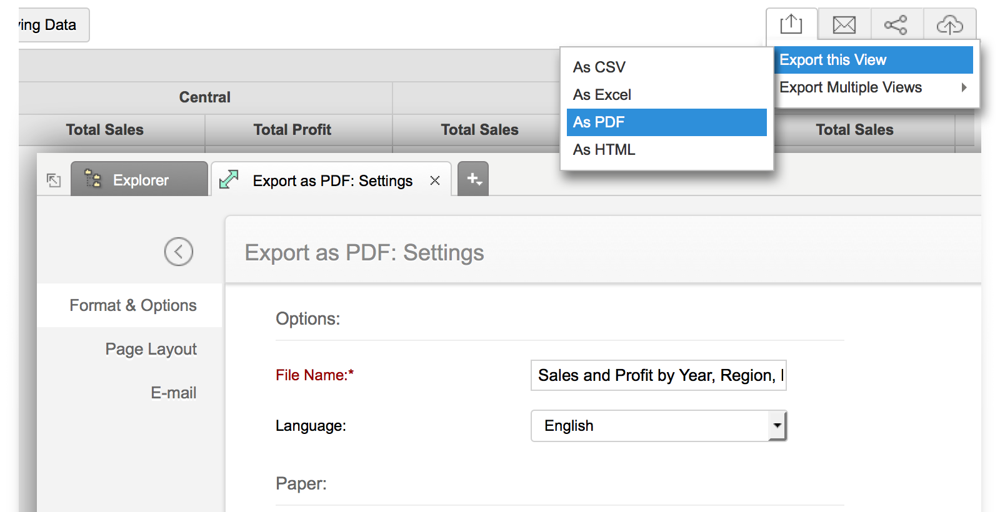 ying Data
Export this View
Export Multiple Views
As CSV
As Excel
As PDF
As HTML
Central
Total Sales
Total Profit
Total Sales
Total Sales
Explorer
Export as PDF: Settings
Export as PDF: Settings
Format & Options
Page Layout
E-mail
Options:
File Name:*
Sales and Profit by Year, Region,
Language:
English
Paper: